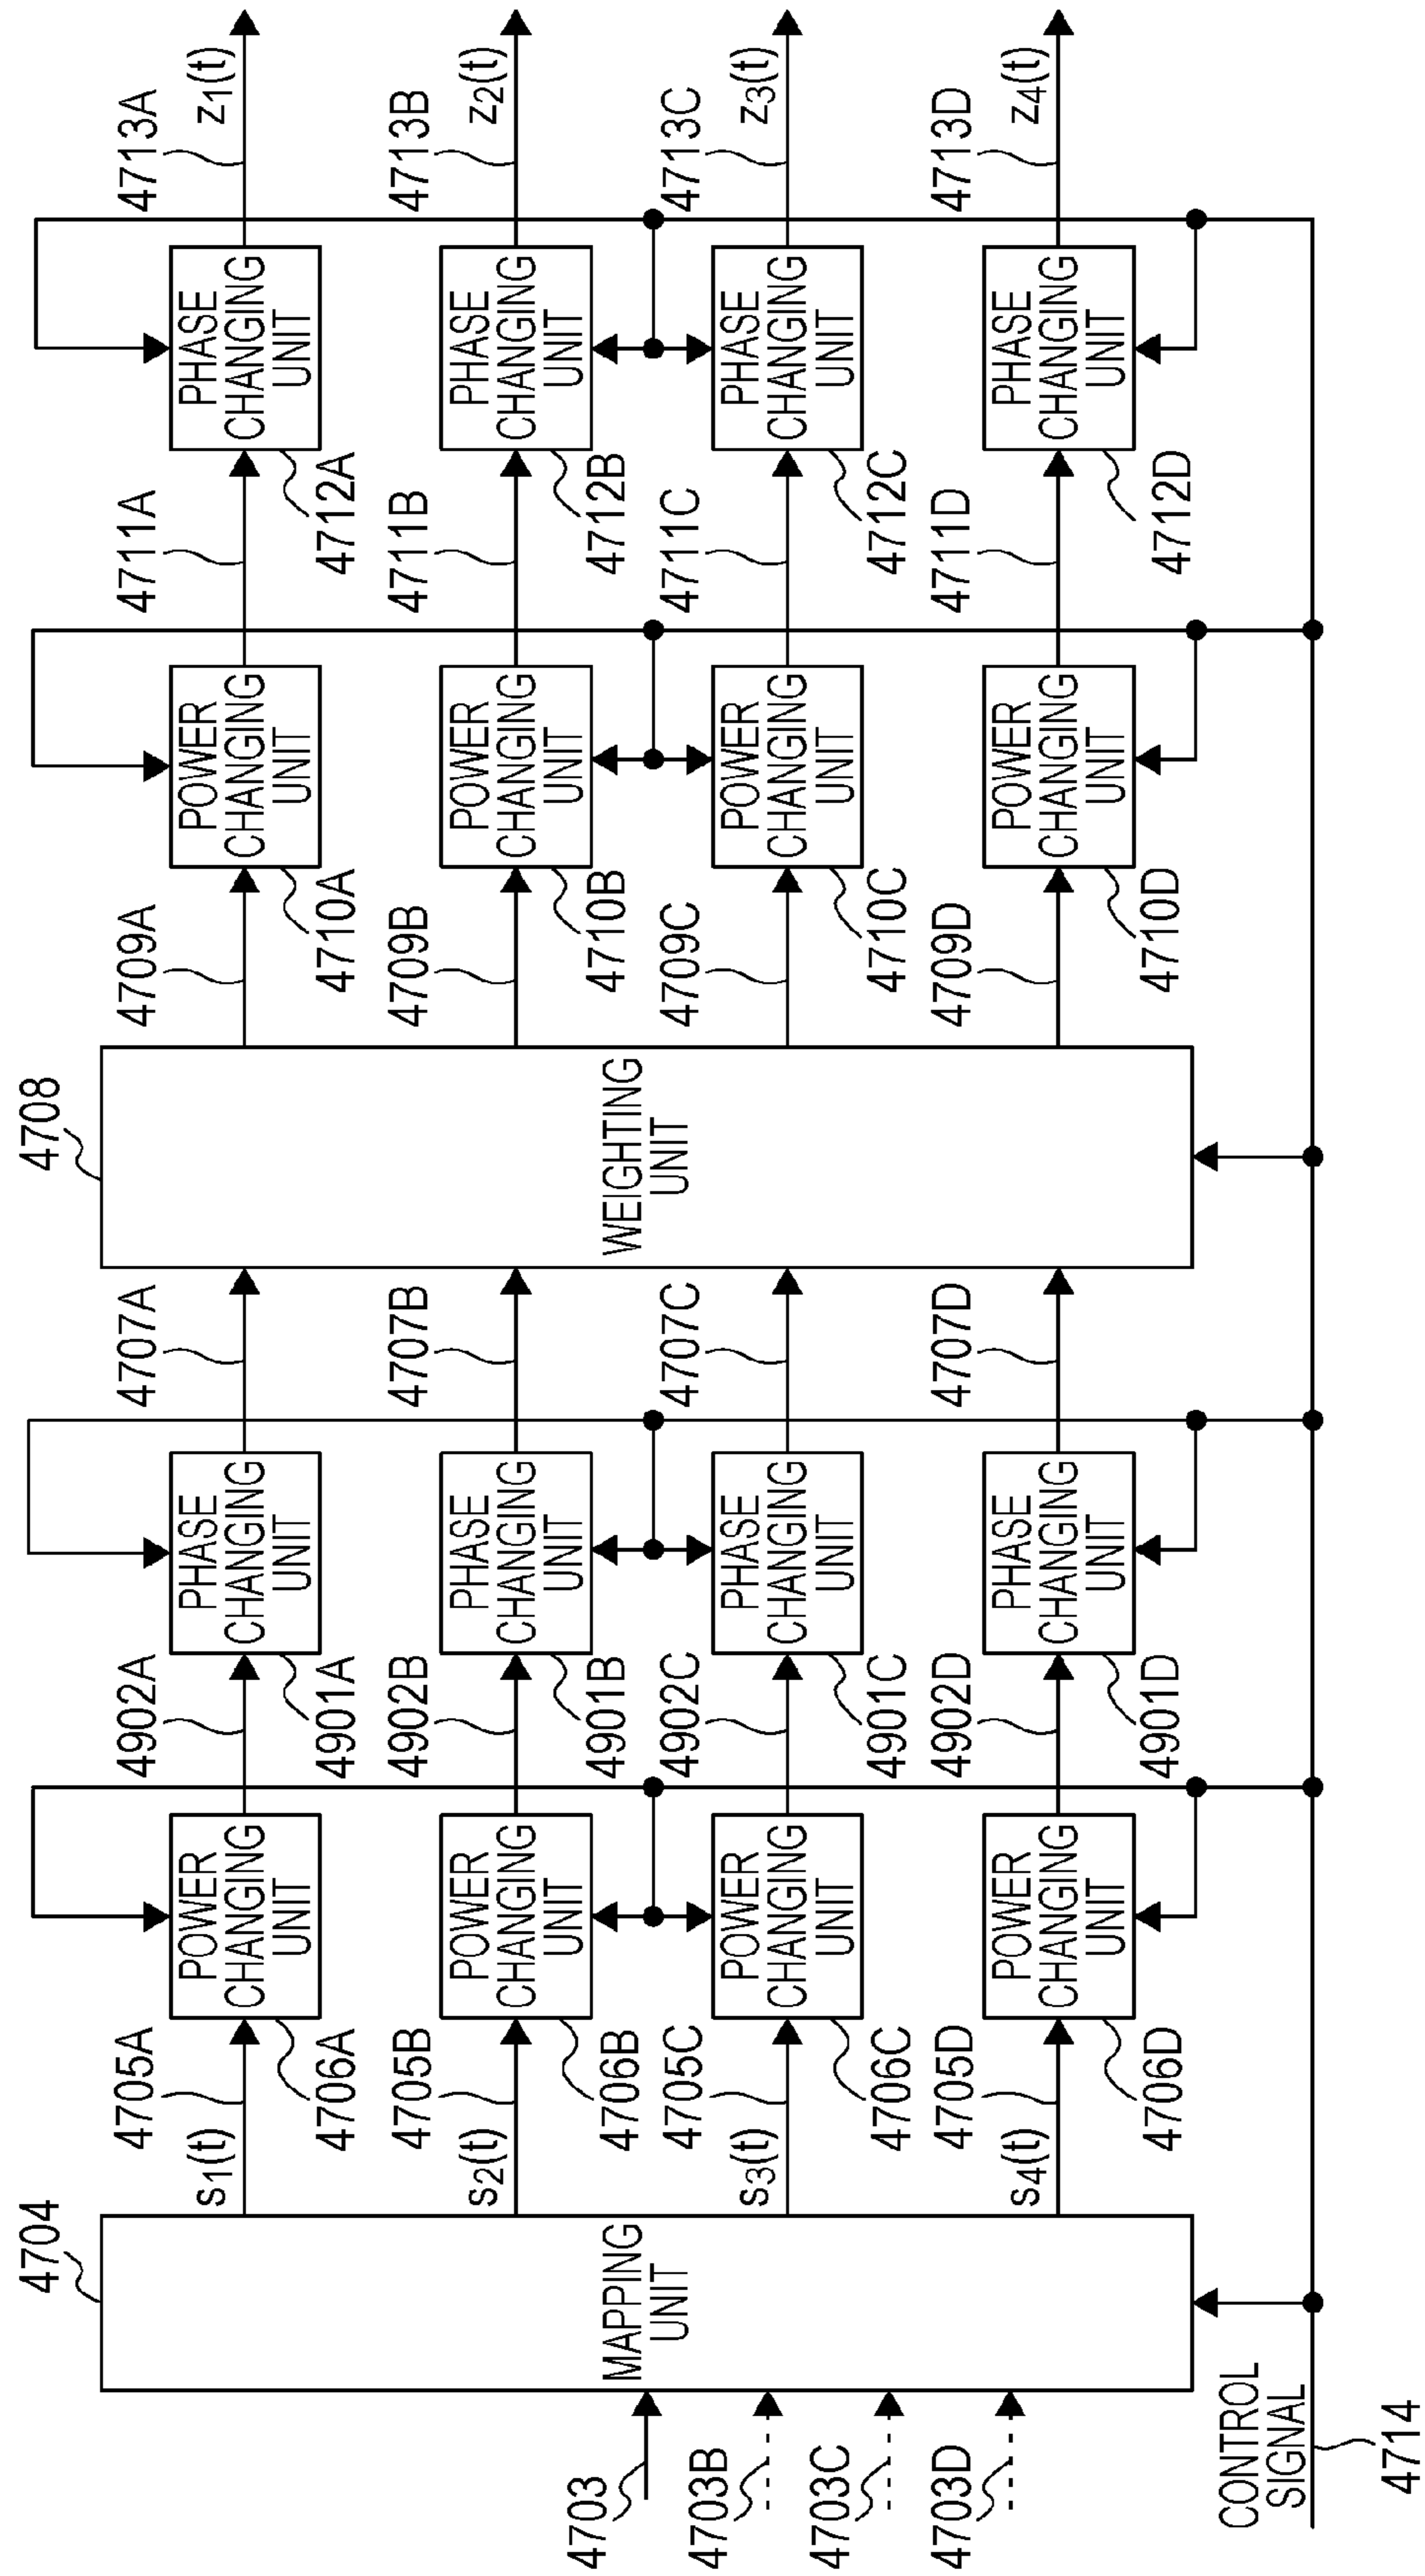 4703
4703B
4703C
4703D
CONTROL
SIGNAL
4714
4704
MAPPING
UNIT
s1(t)
4705A
s2(t)
4705B
s3(t)
4705C
s4(t)
4705D
POWER
CHANGING
UNIT
4706A
POWER
CHANGING
UNIT
4706B
POWER
CHANGING
UNIT
4706C
POWER
CHANGING
UNIT
4706D
4902A
4902B
4902C
4902D
PHASE
CHANGING
UNIT
4901A
PHASE
CHANGING
UNIT
4901B
PHASE
CHANGING
UNIT
4901C
PHASE
CHANGING
UNIT
4901D
4707A
4707B
4707C
4707D
4708
WEIGHTING
UNIT
4709A
4709B
4709C
4709D
POWER
CHANGING
UNIT
4710A
POWER
CHANGING
UNIT
4710B
POWER
CHANGING
UNIT
4710C
POWER
CHANGING
UNIT
4710D
4711A
4711B
4711C
4711D
PHASE
CHANGING
UNIT
4712A
PHASE
CHANGING
UNIT
4712B
PHASE
CHANGING
UNIT
4712C
PHASE
CHANGING
UNIT
4712D
4713A
z1(t)
4713B
z2(t)
4713C
z3(t)
4713D
z4(t)